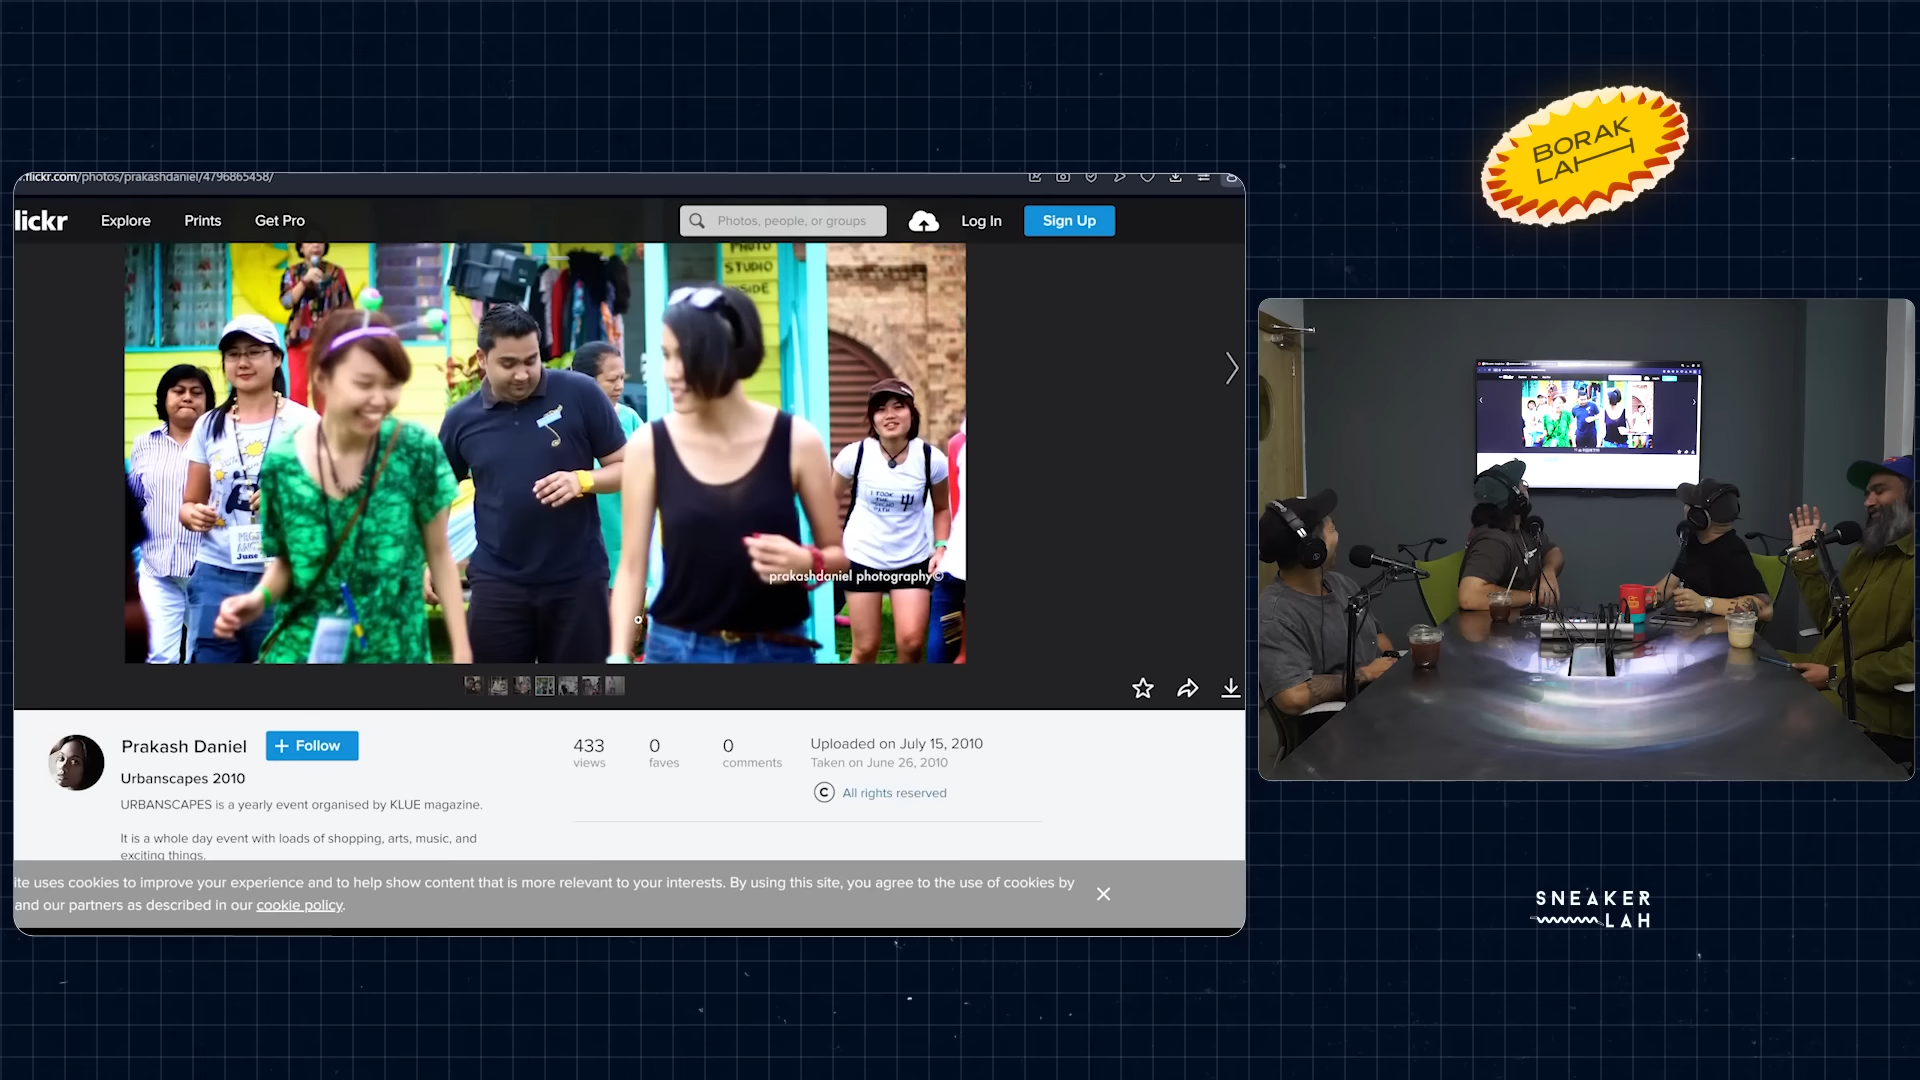 .flickr.com/photos/prakashdaniel/4796865458/
lickr
Explore
Prints
Get Pro
Photos, people, or groups
Log In
Sign Up
PHOTO
STUDIO
INSIDE
I TOOK
THE
June
prakashdaniel photography©
Prakash Daniel
+ Follow
Urbanscapes 2010
URBANSCAPES is a yearly event organised by KLUE magazine.
It is a whole day event with loads of shopping, arts, music, and
exciting things.
433
views
0
faves
0
comments
Uploaded on July 15, 2010
Taken on June 26, 2010
All rights reserved
ite uses cookies to improve your experience and to help show content that is more relevant to your interests. By using this site, you agree to the use of cookies by
and our partners as described in our cookie policy.
BORAK
LAH
SNEAKER
LAH